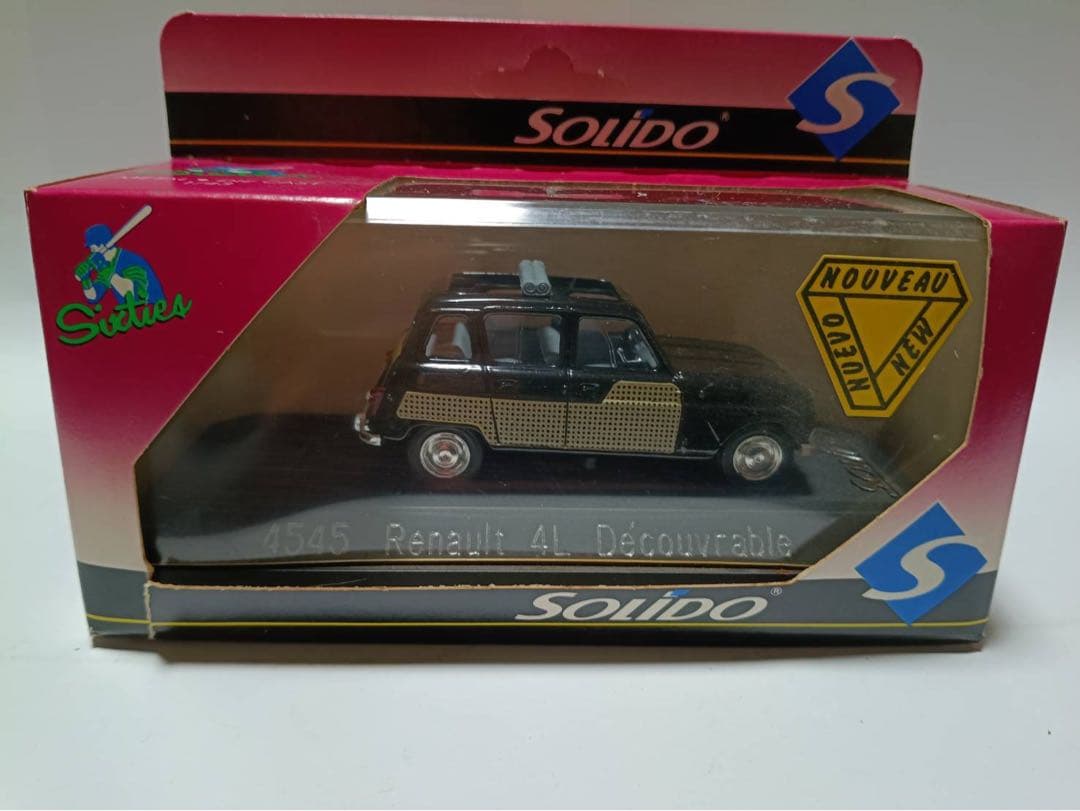 SOLIDO®
S
Sixties
NOUVEAU
NUEVO
NEW
4545 Renault 4L Découvrable
SOLIDO®
S